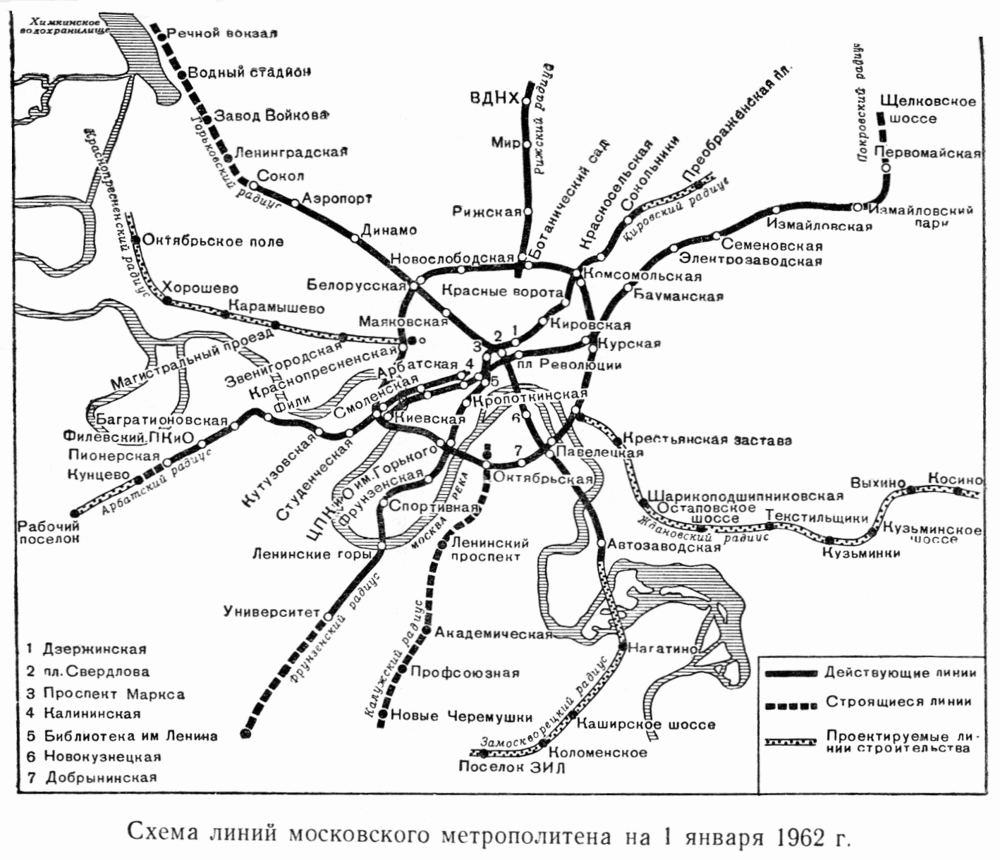 Химкинское
водохранилище
Речной вокзал
Водный стадион
Завод Войкова
Горьковский радиус
Ленинградская
Сокол
Аэропорт
Динамо
Белорусская
Маяковская
Новослободская
ВДНХ
Мир
Рижская
Рижский радиус
Ботанический сад
Красносельская
Сокольники
Преображенская пл.
Кировский радиус
Комсомольская
Красные ворота
Кировская
Покровский радиус
Щелковское
шоссе
Первомайская
Измайловский
парк
Измайловская
Семеновская
Электрозаводская
Бауманская
Курская
пл Революции
Краснопресненский радиус
Октябрьское поле
Хорошево
Карамышево
Магистральный проезд
Звенигородская
Краснопресненская
Арбатская
Смоленская
Киевская
Кропоткинская
1
2
3
4
5
6
7
Фили
Багратионовская
Филевский ПКиО
Пионерская
Кунцево
Арбатский радиус
Рабочий
поселок
Кутузовская
Студенческая
ЦПКиО им. Горького
Фрунзенская
Спортивная
Ленинские горы
Университет
Фрунзенский радиус
москва река
Октябрьская
Павелецкая
Ленинский
проспект
Академическая
Профсоюзная
Новые Черемушки
Калужский радиус
Крестьянская застава
Шарикоподшипниковская
Остаповское
шоссе
Ждановский радиус
Текстильщики
Кузьминки
Кузьминское
шоссе
Выхино
Косино
Автозаводская
Нагатино
Каширское шоссе
Коломенское
Поселок ЗИЛ
Замоскворецкий радиус
1 Дзержинская
2 пл. Свердлова
3 Проспект Маркса
4 Калининская
5 Библиотека им Ленина
6 Новокузнецкая
7 Добрынинская
Действующие линии
Строящиеся линии
Проектируемые ли-
нии строительства
Схема линий московского метрополитена на 1 января 1962 г.